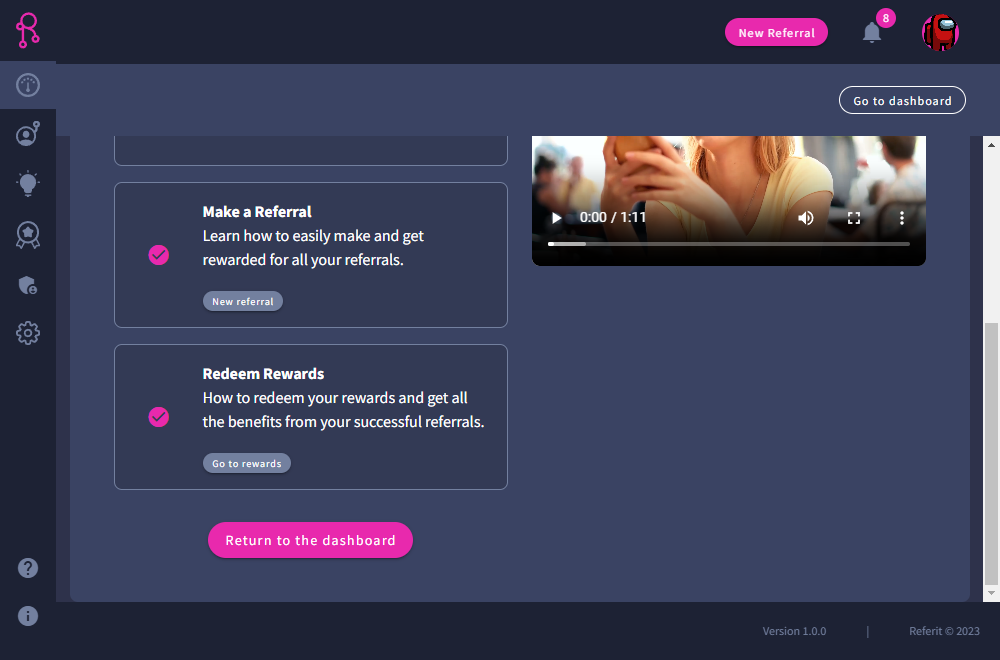 New Referral
8
Go to dashboard
0:00 / 1:11
Make a Referral
Learn how to easily make and get
rewarded for all your referrals.
New referral
Redeem Rewards
How to redeem your rewards and get all
the benefits from your successful referrals.
Go to rewards
Return to the dashboard
Version 1.0.0 | Referit © 2023